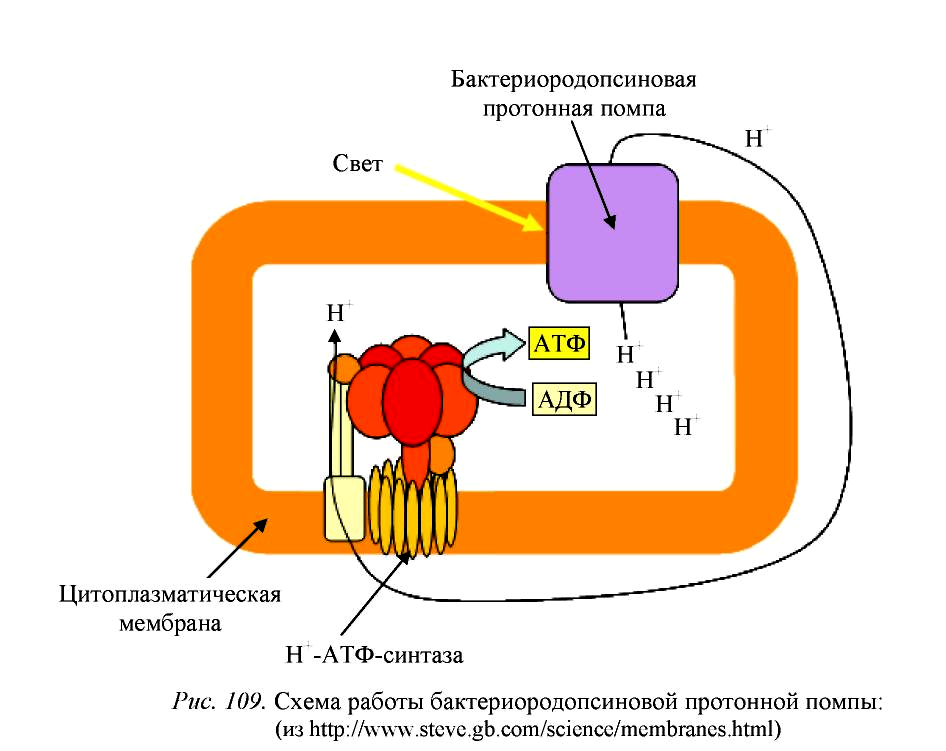 Бактериородопсиновая
протонная помпа
H⁺
Свет
H⁺
АТФ
H⁺
H⁺
АДФ
H⁺
H⁺
Цитоплазматическая
мембрана
H⁺-АТФ-синтаза
Рис. 109. Схема работы бактериородопсиновой протонной помпы:
(из http://www.steve.gb.com/science/membranes.html)